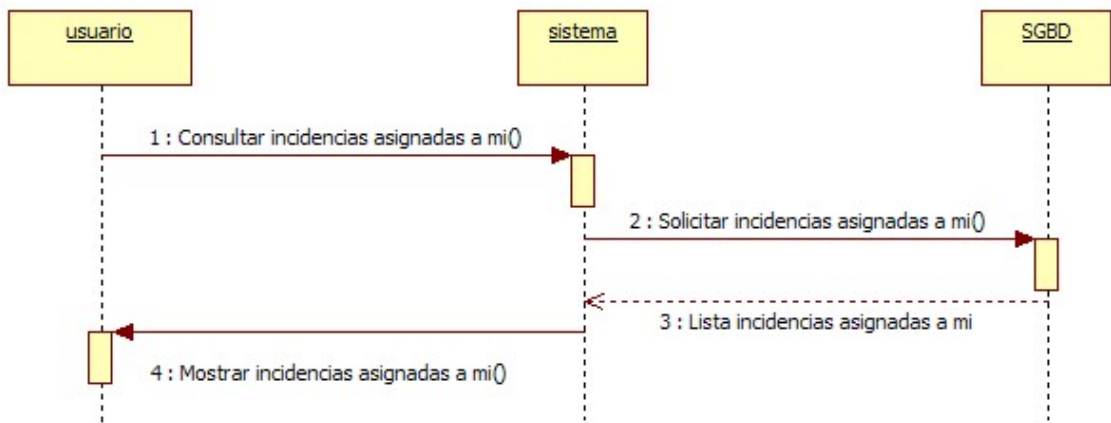 usuario
sistema
SGBD
1 : Consultar incidencias asignadas a mi()
2 : Solicitar incidencias asignadas a mi()
3 : Lista incidencias asignadas a mi
4 : Mostrar incidencias asignadas a mi()